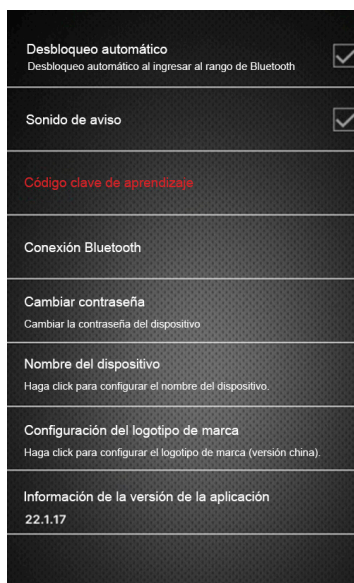 Desbloqueo automático
Desbloqueo automático al ingresar al rango de Bluetooth
Sonido de aviso
Código clave de aprendizaje
Conexión Bluetooth
Cambiar contraseña
Cambiar la contraseña del dispositivo
Nombre del dispositivo
Haga click para configurar el nombre del dispositivo.
Configuración del logotipo de marca
Haga click para configurar el logotipo de marca (versión china).
Información de la versión de la aplicación
22.1.17